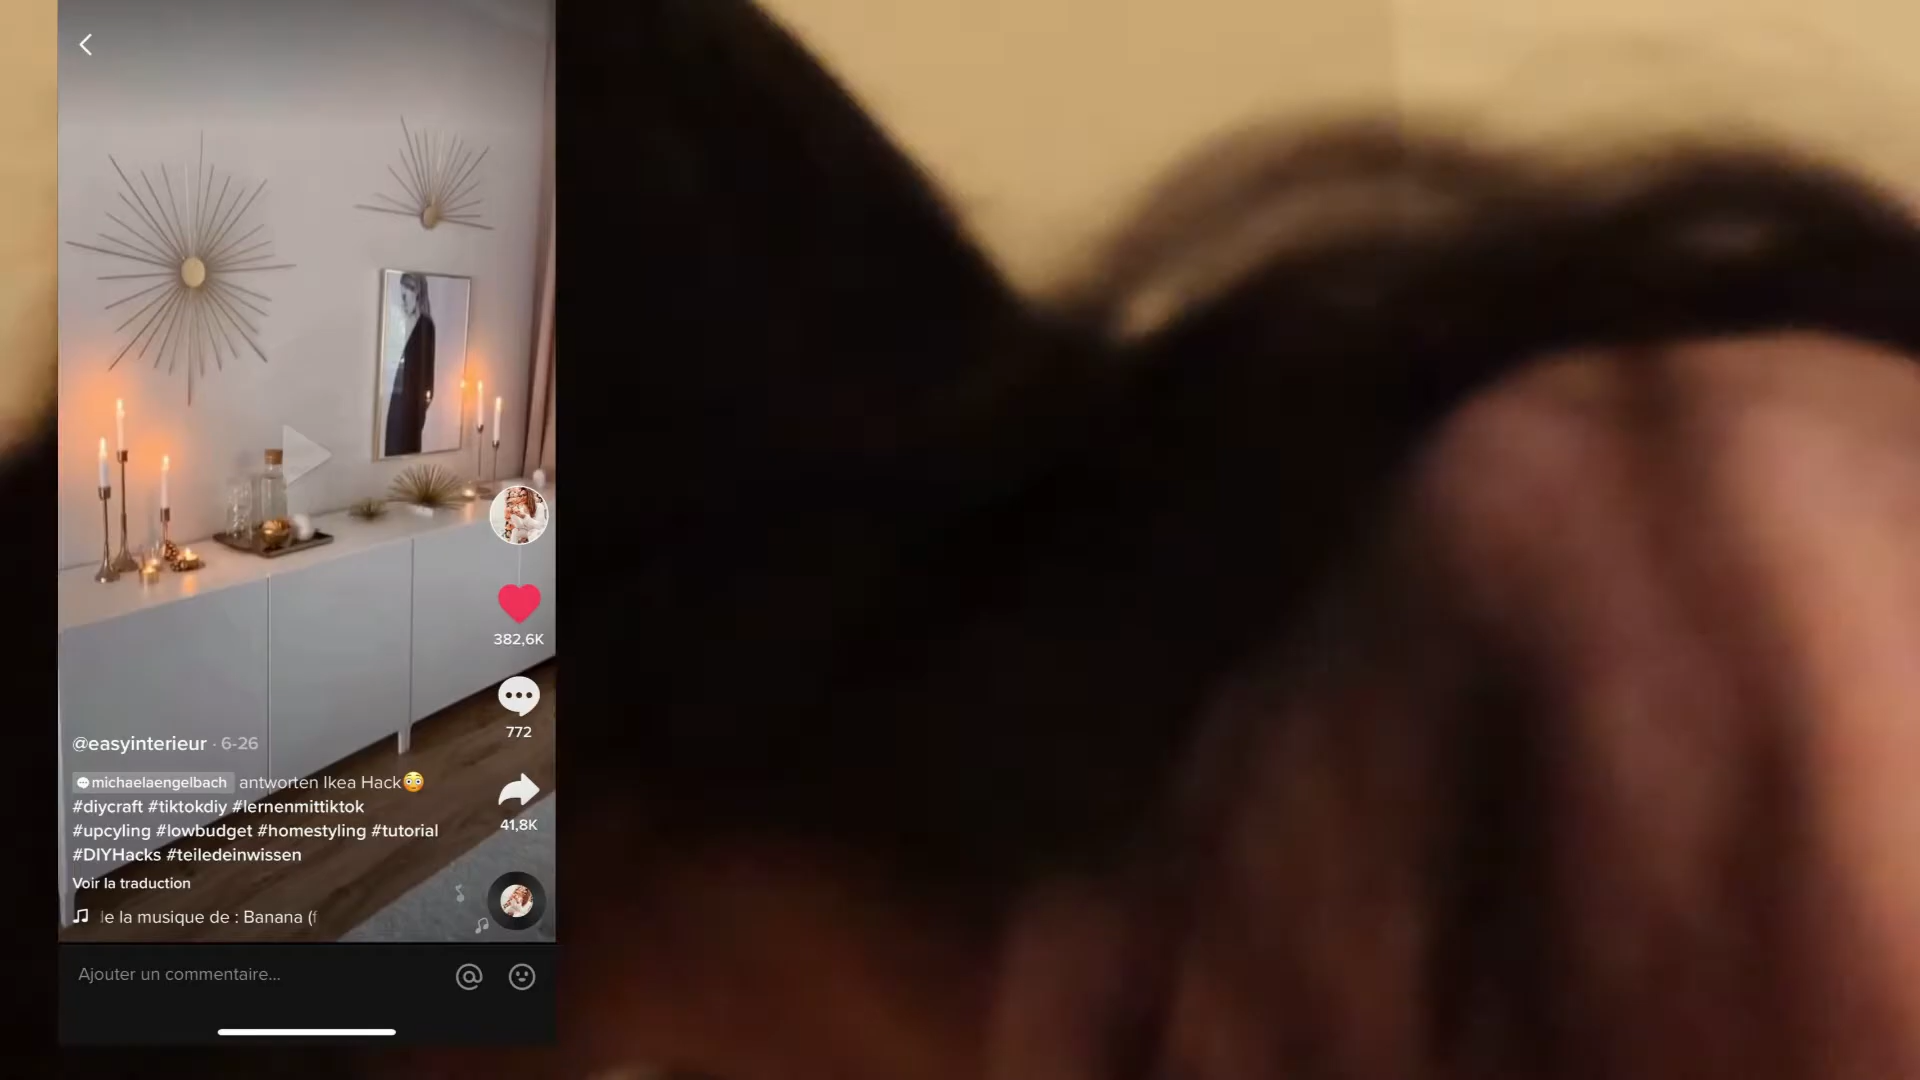 382,6K
772
@easyinterieur · 6-26
michaelaengelbach antworten Ikea Hack😳
#diycraft #tiktokdiy #lernenmittiktok
#upcyling #lowbudget #homestyling #tutorial
#DIYHacks #teiledeinwissen
41,8K
Voir la traduction
le la musique de : Banana (f
Ajouter un commentaire...